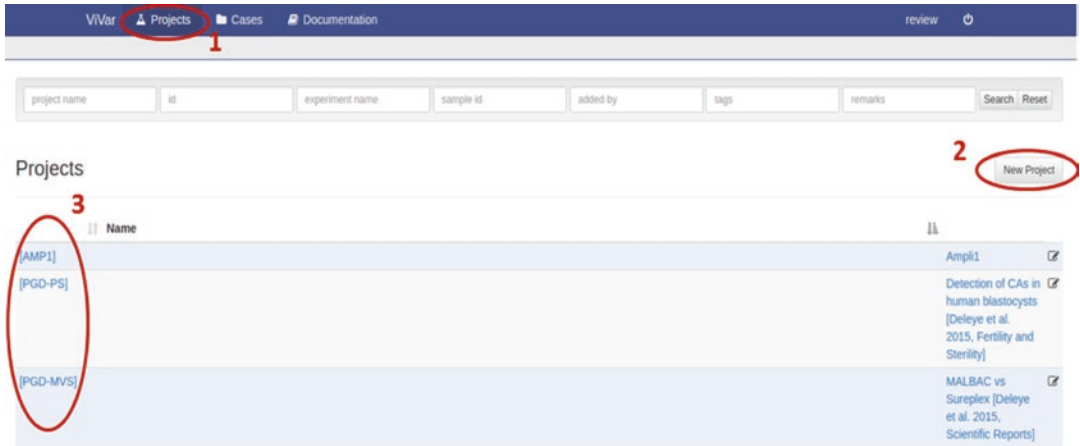 ViVar Projects Cases Documentation review
1
project name id experiment name sample id added by tags remarks Search Reset
2
Projects New Project
3
Name
[AMP1] Ampli1
[PGD-PS] Detection of CAs in
human blastocysts
[Deleye et al.
2015, Fertility and
Sterility]
[PGD-MVS] MALBAC vs
Sureplex [Deleye
et al. 2015,
Scientific Reports]